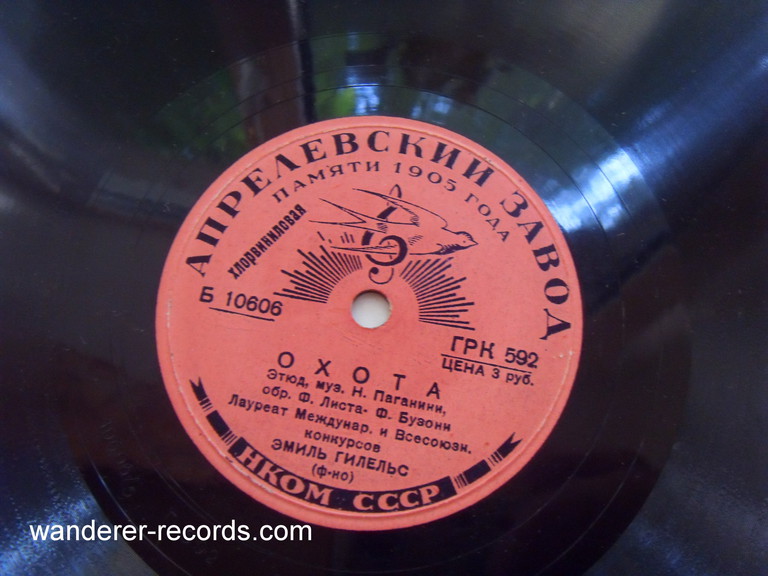 АПРЕЛЕВСКИЙ ЗАВОД
ПАМЯТИ 1905 ГОДА
хлорвиниловая
Б 10606
ГРК 592
ЦЕНА 3 руб.
ОХОТА
Этюд, муз. Н. Паганини,
обр. Ф. Листа- Ф. Бузони
Лауреат Междунар. и Всесоюзн.
конкурсов
ЭМИЛЬ ГИЛЕЛЬС
(ф-но)
НКОМ СССР
wanderer-records.com